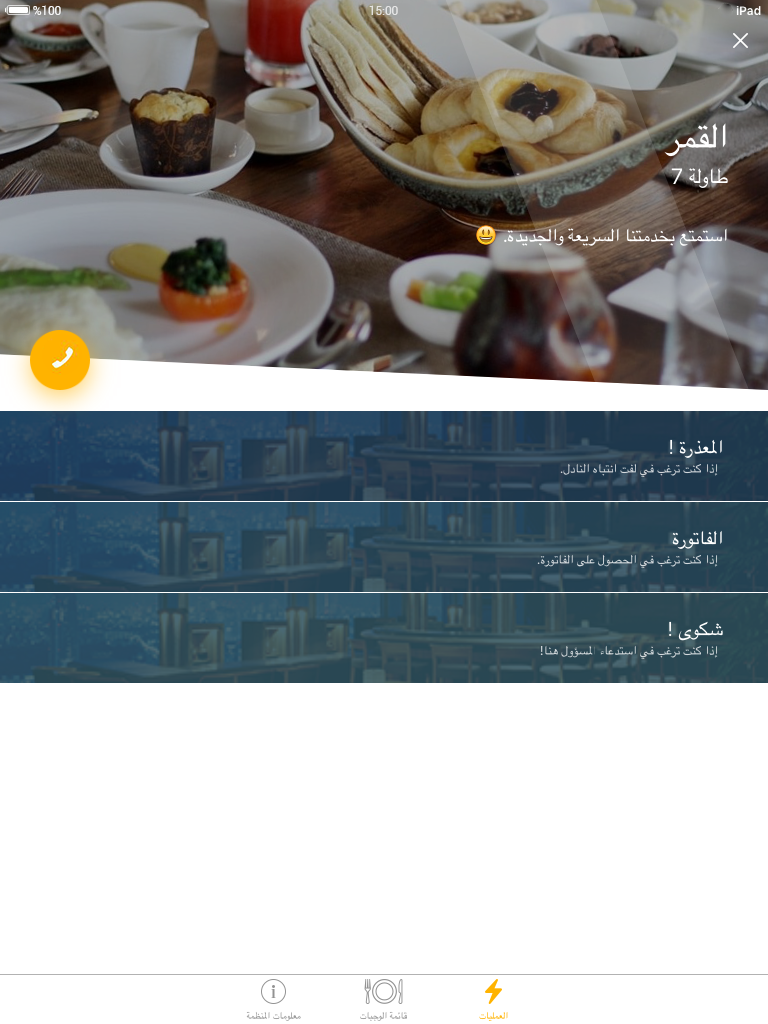 iPad
15:00
%100
القمر
طاولة 7
استمتع بخدمتنا السريعة والجديدة. 😃
المعذرة !
إذا كنت ترغب في لفت انتباه النادل.
الفاتورة
إذا كنت ترغب في الحصول على الفاتورة.
شكوى !
إذا كنت ترغب في استدعاء المسؤول هنا!
العمليات
قائمة الوجبات
معلومات المنظمة